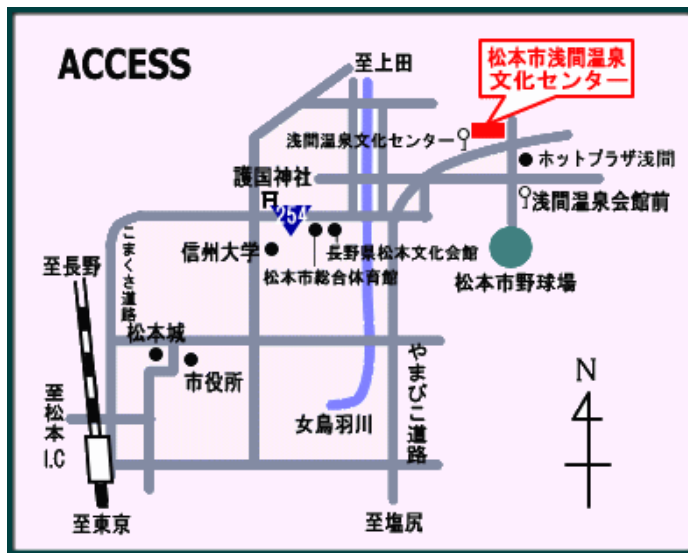 ACCESS
至上田
松本市浅間温泉
文化センター
浅間温泉文化センター
ホットプラザ浅間
護国神社
254
浅間温泉会館前
こまくさ道路
信州大学
長野県松本文化会館
松本市総合体育館
至長野
松本市野球場
松本城
市役所
やまびこ道路
N
至松本
I.C
女鳥羽川
至東京
至塩尻